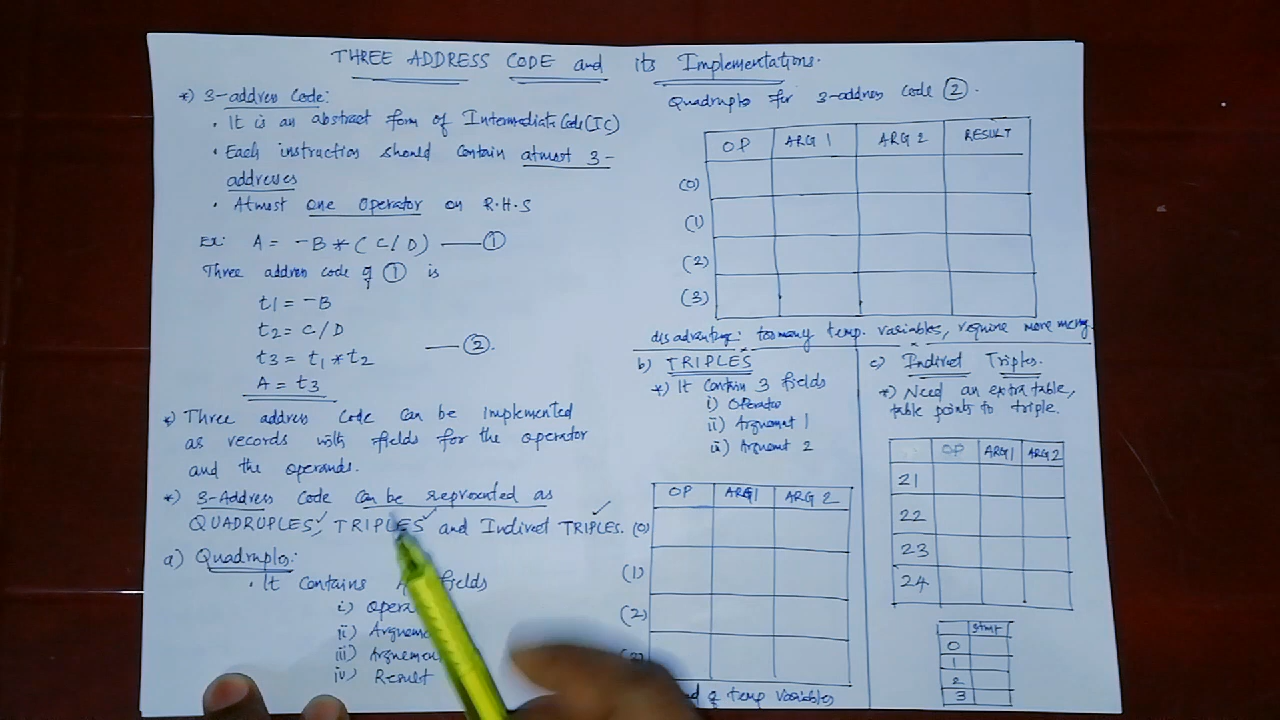 THREE ADDRESS CODE and its Implementations.
*) 3-address Code:
• It is an abstract form of Intermediate Code (IC)
• Each instruction should contain atmost 3-
addresses
• Atmost one Operator on R.H.S
Ex: A = -B * ( C / D ) —— ①
Three address code of ① is
t1 = -B
t2 = C / D
t3 = t1 * t2
A = t3
—— ②.
*) Three address Code can be implemented
as records with fields for the operator
and the operands.
*) 3-Address Code can be represented as
QUADRUPLES, TRIPLES and Indirect TRIPLES.
a) Quadruples:
• It Contains fields
i) Opera
ii) Argume
iii) Argumen
iv) Result
Quadruples for 3-address code ②.
OP ARG 1 ARG 2 RESULT
(0)
(1)
(2)
(3)
disadvantage: too many temp. variables, require more memy.
b) TRIPLES
*) It Contain 3 fields
i) Operator
ii) Arguemat 1
iii) Arguemt 2
OP ARG1 ARG 2
(0)
(1)
(2)
of temp variables
c) Indirect Triples.
*) Need an extra table,
table points to triple.
OP ARG1 ARG2
21
22
23
24
stmt
0
1
2
3